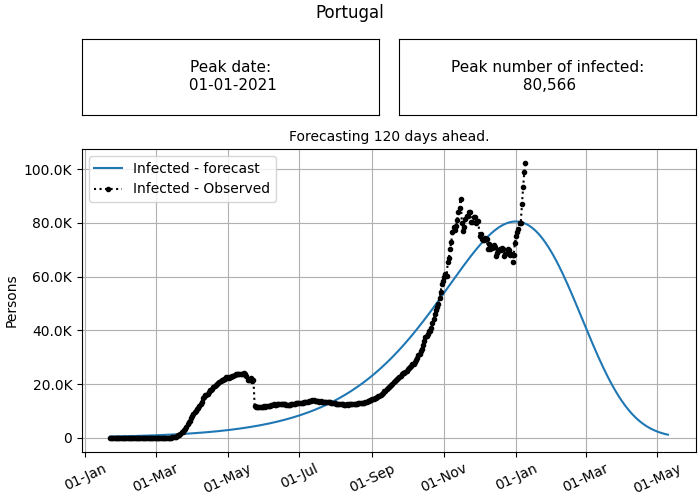 Portugal
Peak date:
01-01-2021
Peak number of infected:
80,566
Forecasting 120 days ahead.
Infected - forecast
Infected - Observed
100.0K
80.0K
60.0K
40.0K
20.0K
0
Persons
01-Jan
01-Mar
01-May
01-Jul
01-Sep
01-Nov
01-Jan
01-Mar
01-May